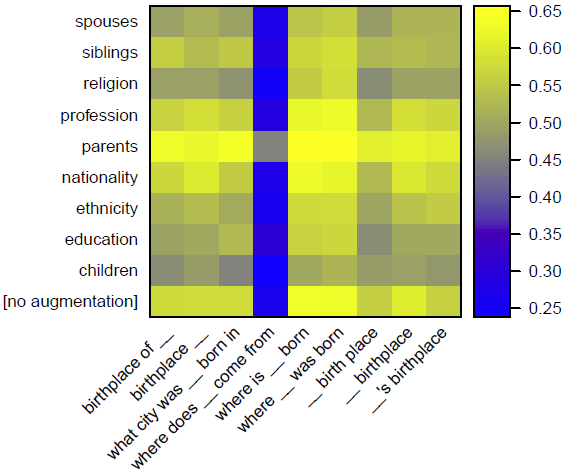 spouses
siblings
religion
profession
parents
nationality
ethnicity
education
children
[no augmentation]
birthplace of __
birthplace __
what city was __ born in
where does __ come from
where is __ born
where __ was born
__ birth place
__ birthplace
__'s birthplace
0.65
0.60
0.55
0.50
0.45
0.40
0.35
0.30
0.25